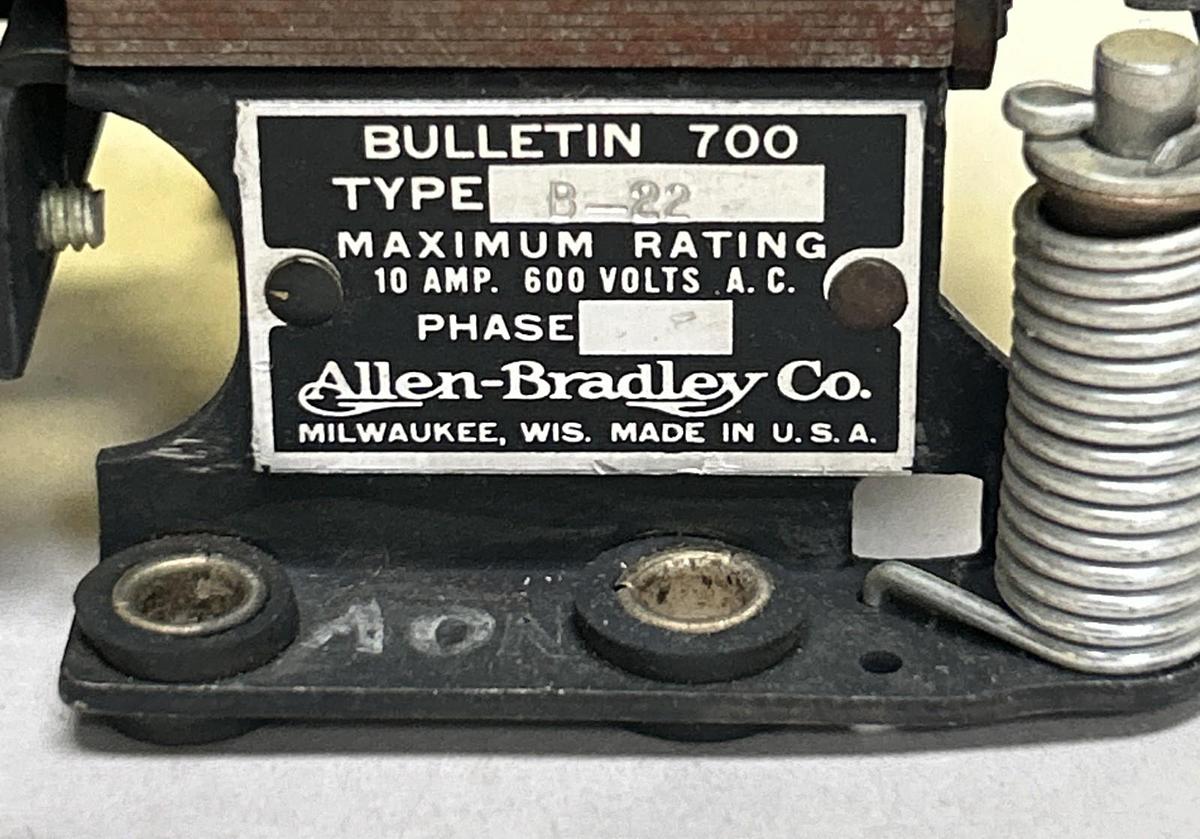 BULLETIN 700
TYPE B-22
MAXIMUM RATING
10 AMP. 600 VOLTS A.C.
PHASE
Allen-Bradley Co.
MILWAUKEE, WIS. MADE IN U.S.A.